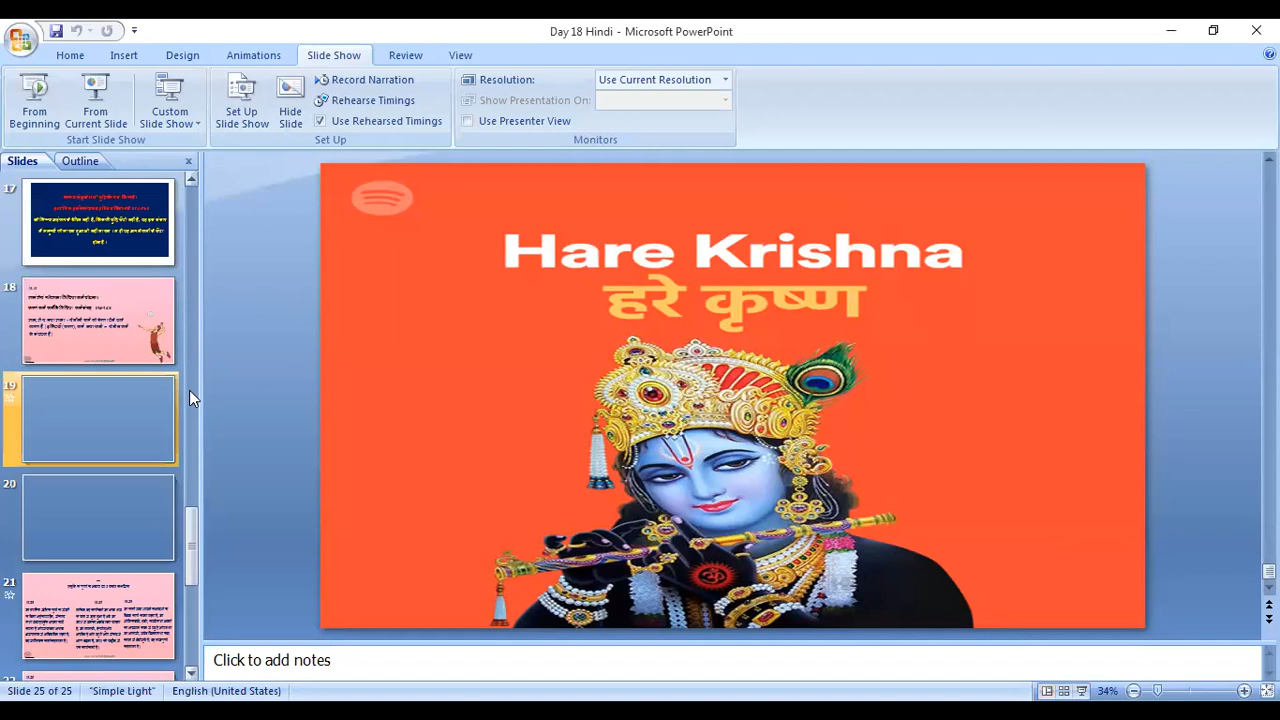 Day 18 Hindi - Microsoft PowerPoint
Home
Insert
Design
Animations
Slide Show
Review
View
From Beginning
From Current Slide
Custom Slide Show
Start Slide Show
Set Up Slide Show
Hide Slide
Record Narration
Rehearse Timings
Use Rehearsed Timings
Set Up
Resolution:
Use Current Resolution
Show Presentation On:
Use Presenter View
Monitors
Slides
Outline
17
18
19
20
21
Hare Krishna
हरे कृष्ण
Click to add notes
Slide 25 of 25
"Simple Light"
English (United States)
34%